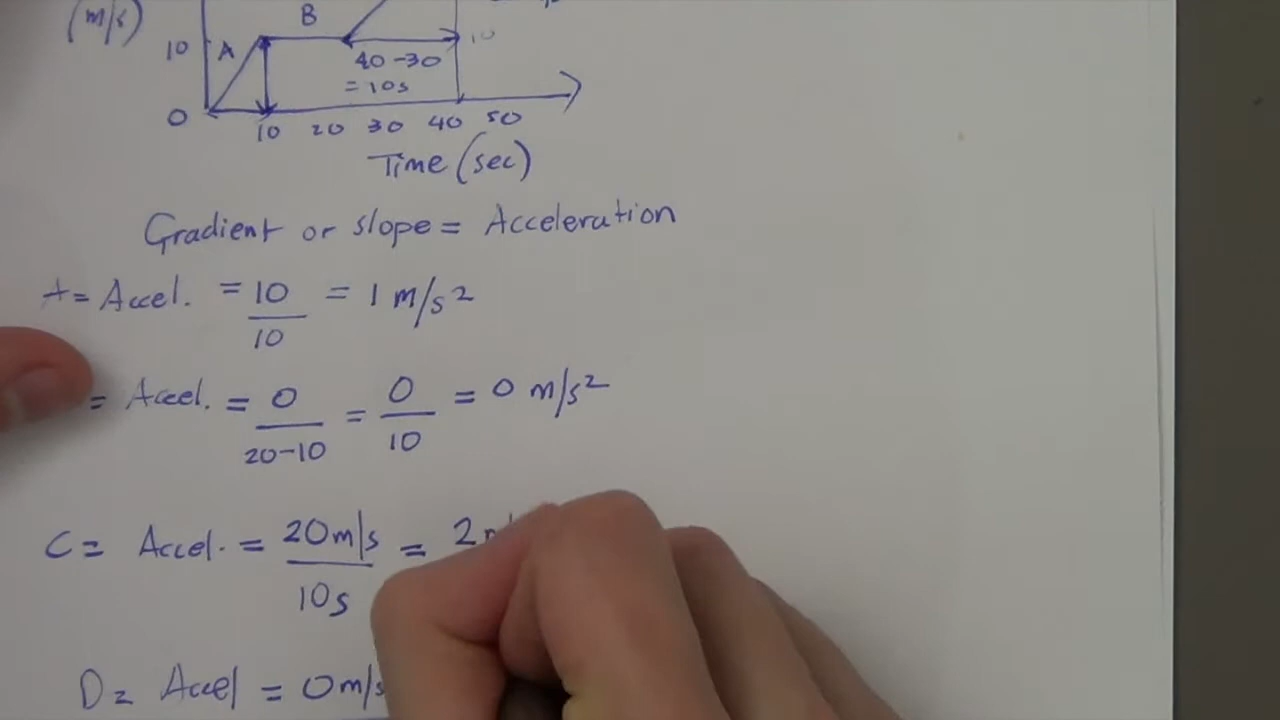 (m/s)
B
10 A 10
40-30
= 10s
0
10 20 30 40 50
Time (sec)
Gradient or slope = Acceleration
A = Accel. = 10/10 = 1 m/s²
= Accel. = 0/20-10 = 0/10 = 0 m/s²
C = Accel. = 20m/s/10s = 2
D = Accel = 0m/s